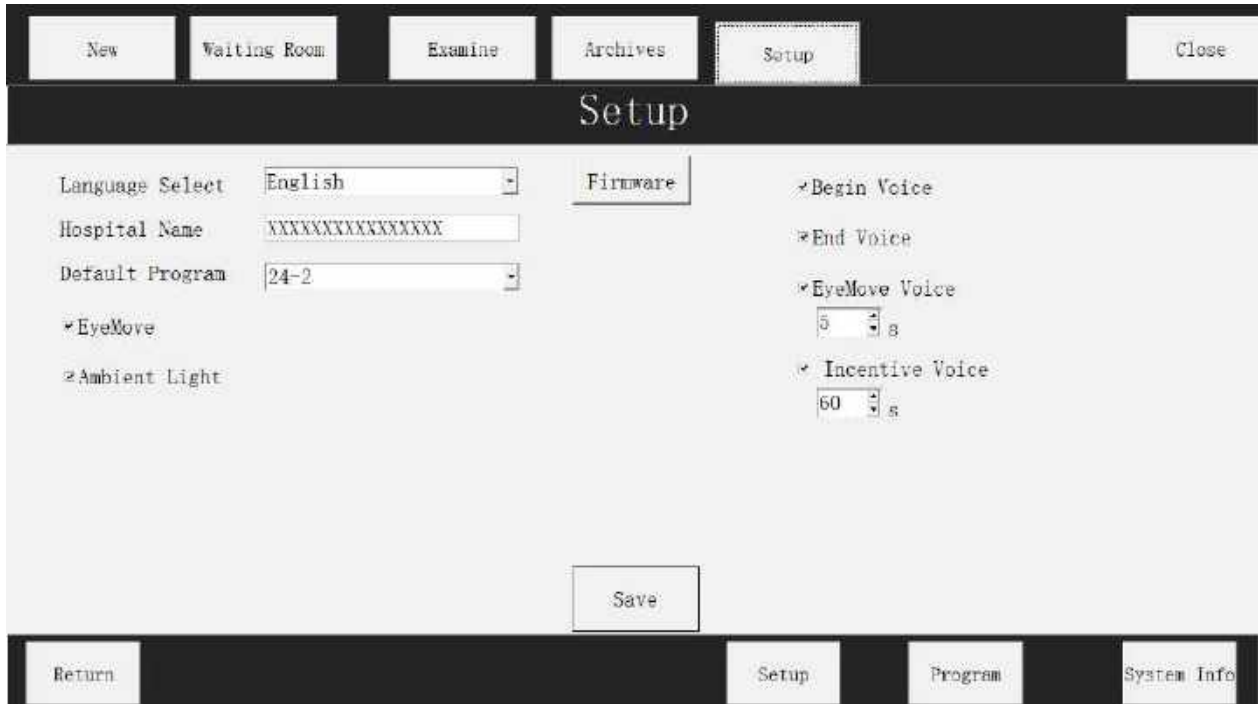 New Waiting Room Examine Archives Setup Close
Setup
Language Select English Firmware
Begin Voice
Hospital Name XXXXXXXXXXXXXXXX
End Voice
Default Program 24-2
EyeMove Voice
5 s
EyeMove
Incentive Voice
Ambient Light
60 s
Save
Return Setup Program System Info